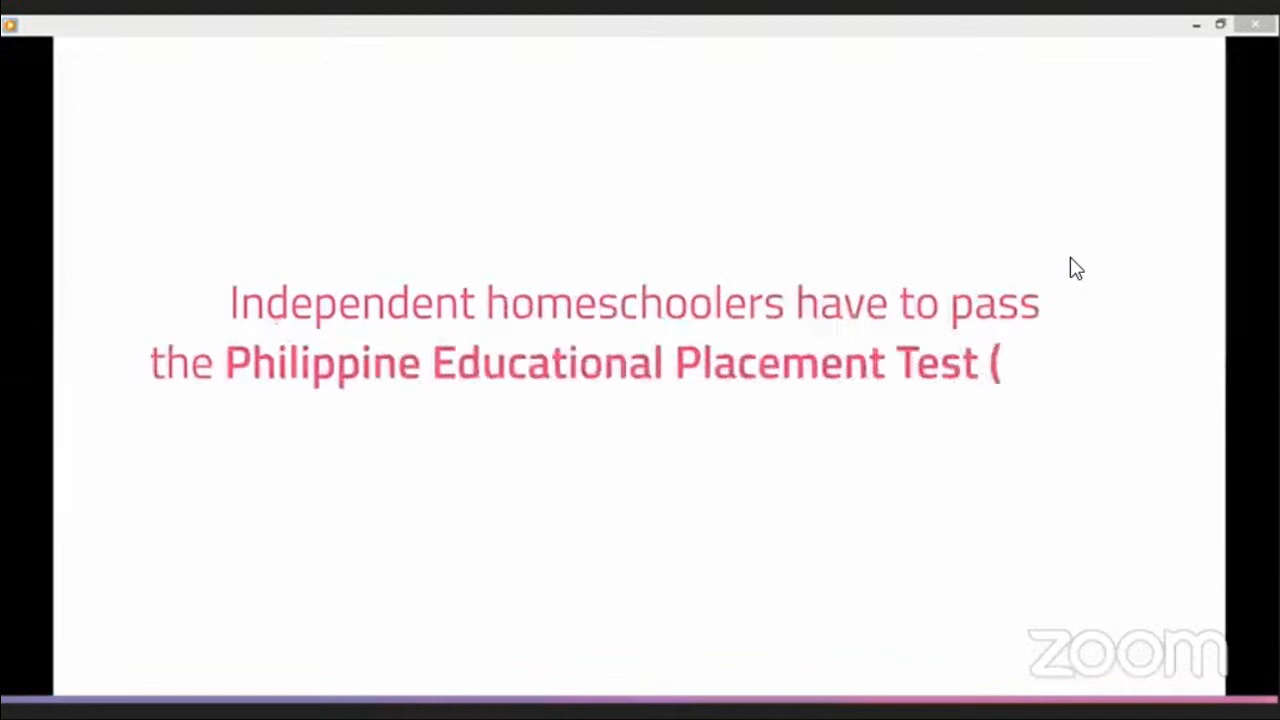 Independent homeschoolers have to pass
the Philippine Educational Placement Test (
zoom